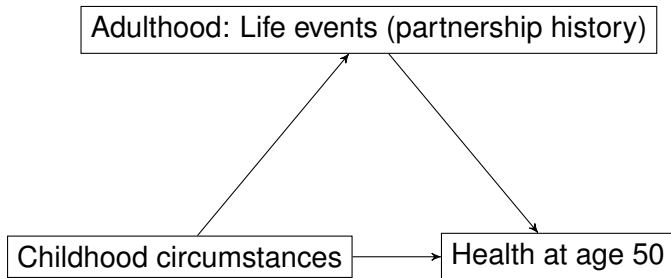 Adulthood: Life events (partnership history)
Childhood circumstances
Health at age 50